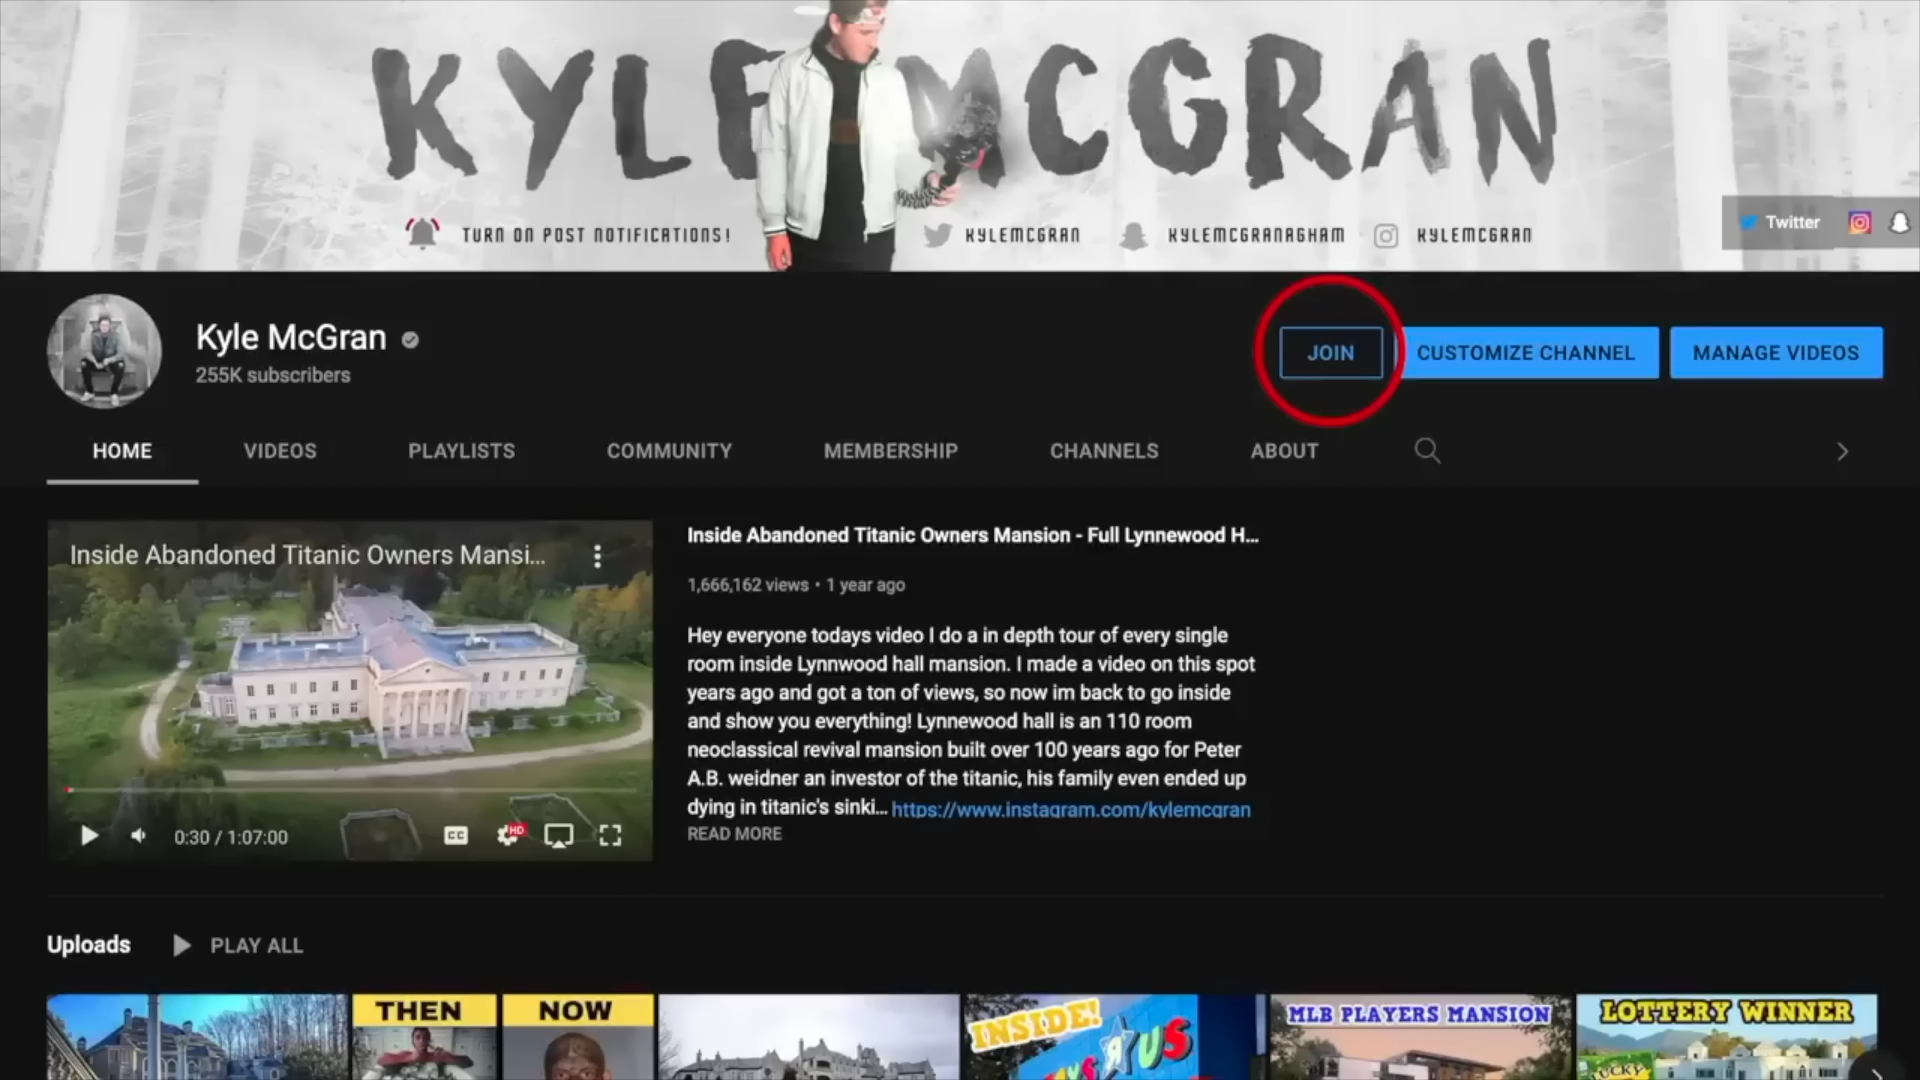 KYLE MCGRAN
TURN ON POST NOTIFICATIONS!
KYLEMCGRAN
KYLEMCGRANAGHAM
KYLEMCGRAN
Twitter
Kyle McGran
255K subscribers
JOIN
CUSTOMIZE CHANNEL
MANAGE VIDEOS
HOME
VIDEOS
PLAYLISTS
COMMUNITY
MEMBERSHIP
CHANNELS
ABOUT
Inside Abandoned Titanic Owners Mansi...
CC
HD
0:30 / 1:07:00
Inside Abandoned Titanic Owners Mansion - Full Lynnewood H...
1,666,162 views • 1 year ago
Hey everyone todays video I do a in depth tour of every single
room inside Lynnwood hall mansion. I made a video on this spot
years ago and got a ton of views, so now im back to go inside
and show you everything! Lynnewood hall is an 110 room
neoclassical revival mansion built over 100 years ago for Peter
A.B. weidner an investor of the titanic, his family even ended up
dying in titanic's sinki... https://www.instagram.com/kylemcgran
READ MORE
Uploads
PLAY ALL
THEN
NOW
INSIDE!
R US
MLB PLAYERS MANSION
LOTTERY WINNER
LUCKY